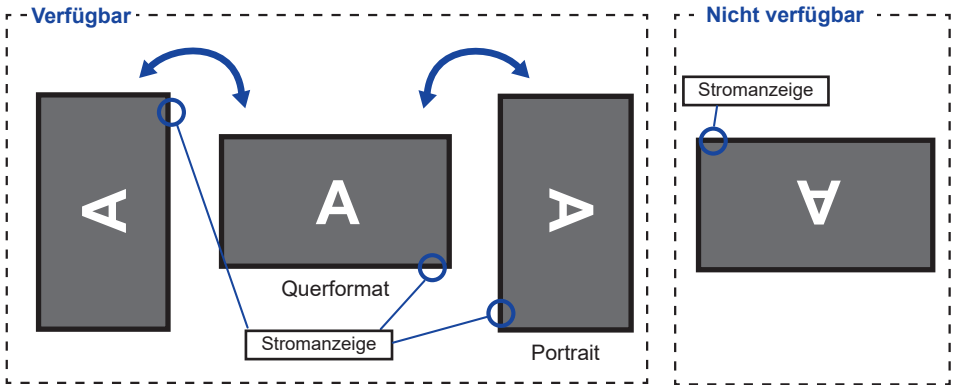 Verfügbar
Nicht verfügbar
Stromanzeige
A
A
A
A
Querformat
Stromanzeige
Portrait